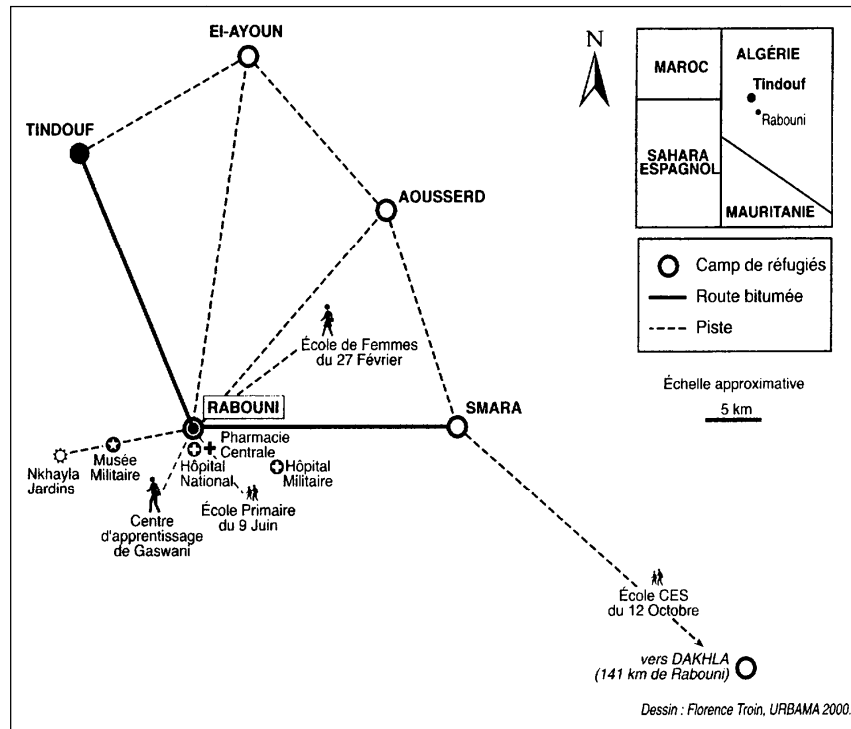 El-AYOUN
N
MAROC
ALGÉRIE
Tindouf
Rabouni
SAHARA
ESPAGNOL
MAURITANIE
TINDOUF
AOUSSERD
Camp de réfugiés
Route bitumée
Piste
École de Femmes
du 27 Février
Échelle approximative
5 km
RABOUNI
SMARA
Pharmacie
Centrale
Nkhayla
Jardins
Musée
Militaire
Hôpital
National
Hôpital
Militaire
École Primaire
du 9 Juin
Centre
d'apprentissage
de Gaswani
École CES
du 12 Octobre
vers DAKHLA
(141 km de Rabouni)
Dessin : Florence Troin, URBAMA 2000.